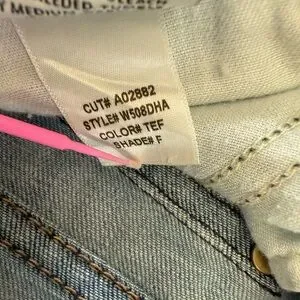 CUT# A02882
STYLE# W508DHA
COLOR# TEF
SHADE# F